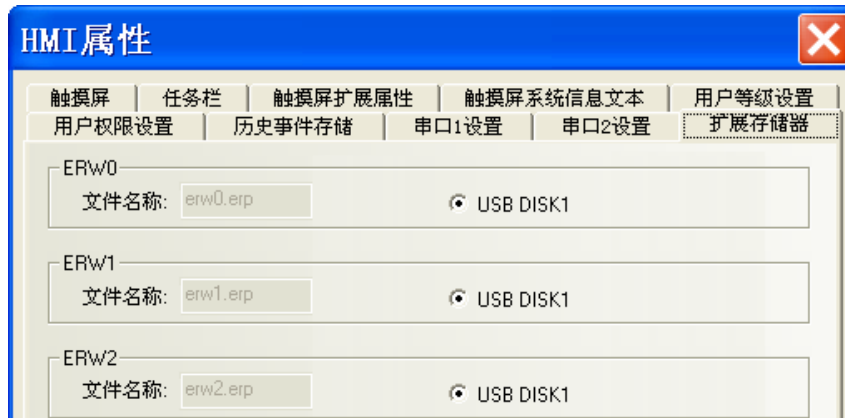 HMI属性
触摸屏 任务栏 触摸屏扩展属性 触摸屏系统信息文本 用户等级设置
用户权限设置 历史事件存储 串口1设置 串口2设置 扩展存储器
ERW0
文件名称: erw0.erp USB DISK1
ERW1
文件名称: erw1.erp USB DISK1
ERW2
文件名称: erw2.erp USB DISK1